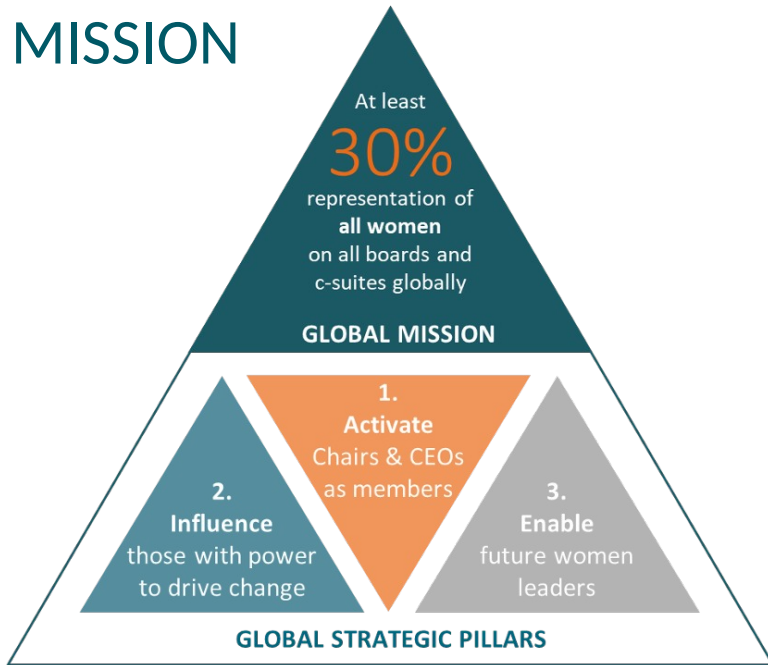 MISSION
At least
30%
representation of
all women
on all boards and
c-suites globally
GLOBAL MISSION
1.
Activate
Chairs & CEOs
as members
2.
Influence
those with power
to drive change
3.
Enable
future women
leaders
GLOBAL STRATEGIC PILLARS